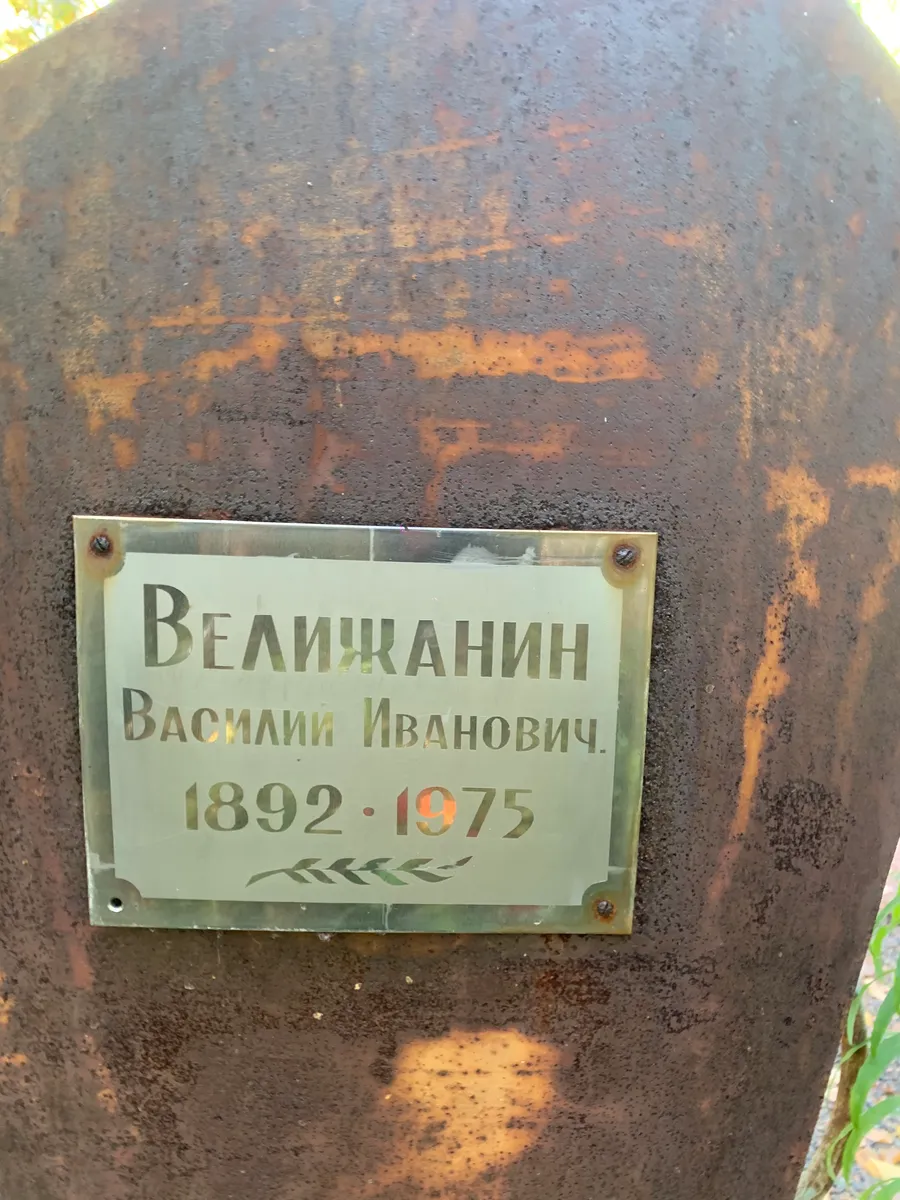 Велижанин
Василии Иванович.
1892 · 1975